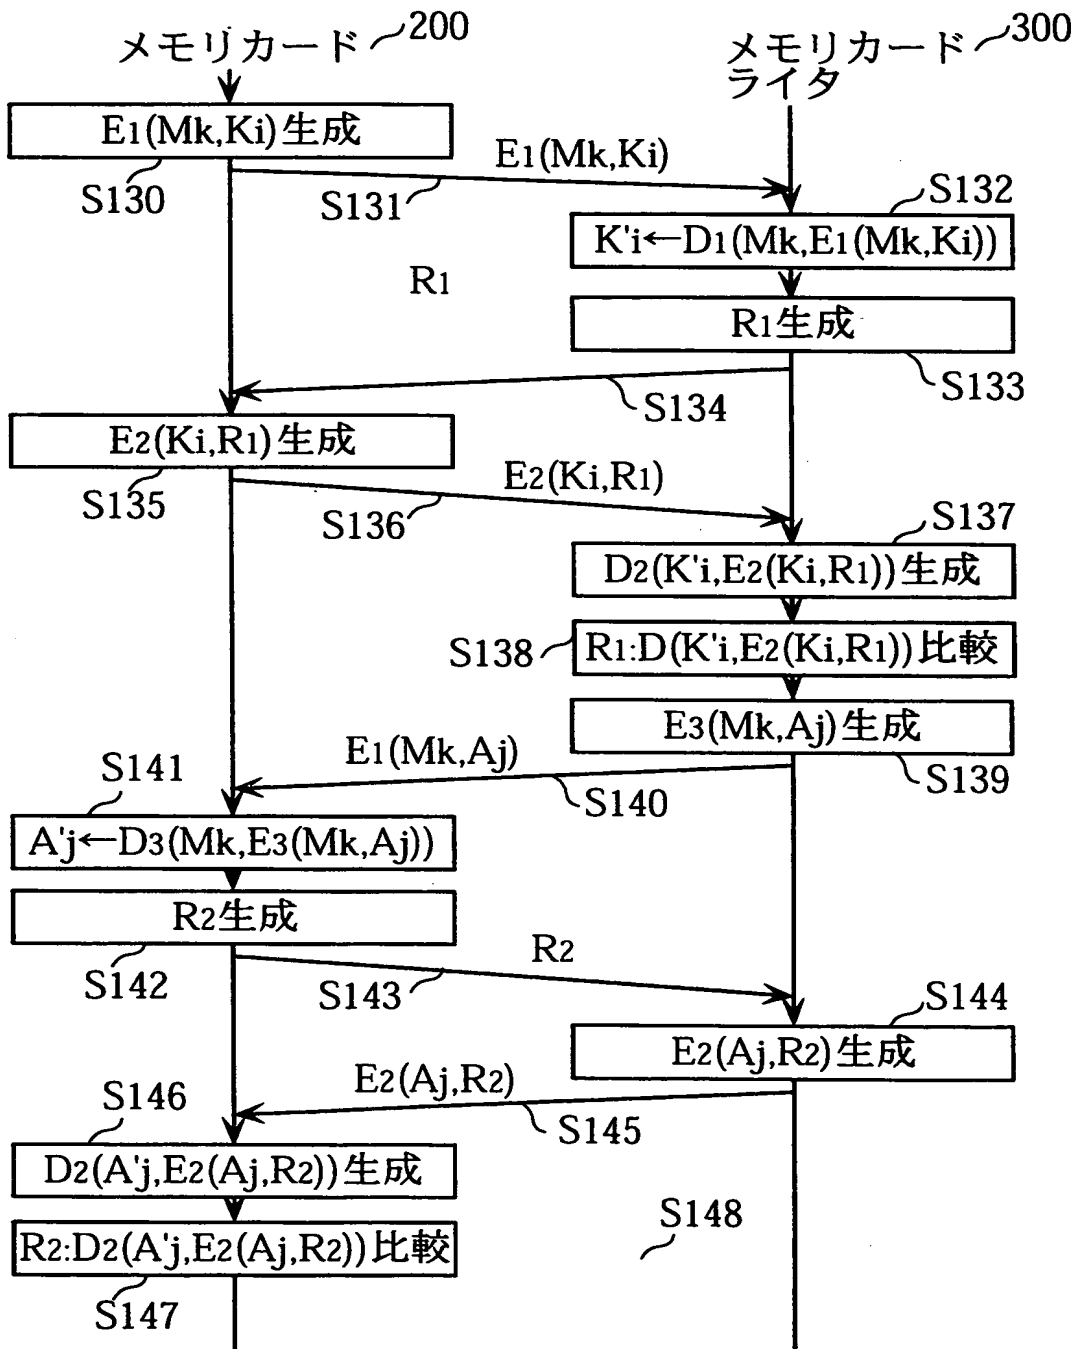 メモリカード 200
メモリカード 300
ライタ
E1(Mk,Ki)生成
S130
E1(Mk,Ki)
S131
S132
K'i←D1(Mk,E1(Mk,Ki))
R1
R1生成
S133
S134
E2(Ki,R1)生成
S135
E2(Ki,R1)
S136
S137
D2(K'i,E2(Ki,R1))生成
S138
R1:D(K'i,E2(Ki,R1))比較
E3(Mk,Aj)生成
S139
E1(Mk,Aj)
S140
S141
A'j←D3(Mk,E3(Mk,Aj))
R2生成
S142
R2
S143
S144
E2(Aj,R2)生成
E2(Aj,R2)
S145
S146
D2(A'j,E2(Aj,R2))生成
R2:D2(A'j,E2(Aj,R2))比較
S147
S148